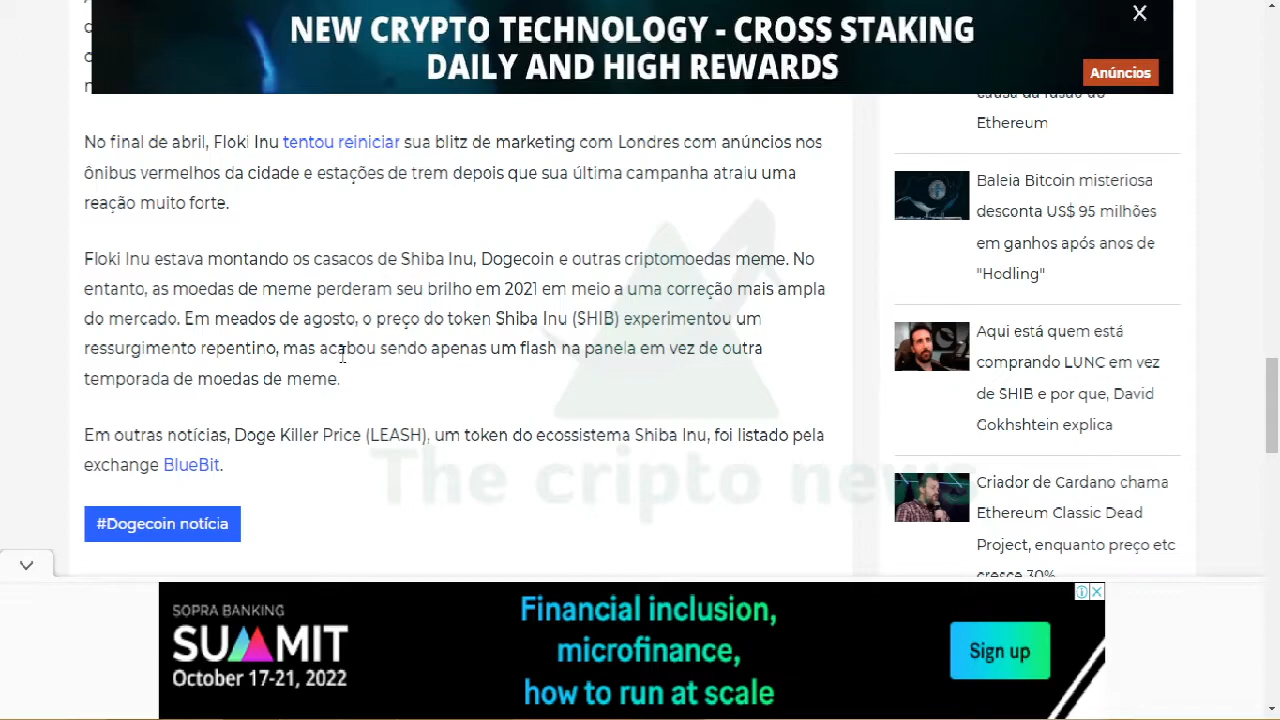 NEW CRYPTO TECHNOLOGY - CROSS STAKING
DAILY AND HIGH REWARDS
Anúncios
No final de abril, Floki Inu tentou reiniciar sua blitz de marketing com Londres com anúncios nos
ônibus vermelhos da cidade e estações de trem depois que sua última campanha atraiu uma
reação muito forte.
Floki Inu estava montando os casacos de Shiba Inu, Dogecoin e outras criptomoedas meme. No
entanto, as moedas de meme perderam seu brilho em 2021 em meio a uma correção mais ampla
do mercado. Em meados de agosto, o preço do token Shiba Inu (SHIB) experimentou um
ressurgimento repentino, mas acabou sendo apenas um flash na panela em vez de outra
temporada de moedas de meme.
Em outras notícias, Doge Killer Price (LEASH), um token do ecossistema Shiba Inu, foi listado pela
exchange BlueBit.
The cripto news
#Dogecoin notícia
causa da fusão do
Ethereum
Baleia Bitcoin misteriosa
desconta US$ 95 milhões
em ganhos após anos de
"Hodling"
Aqui está quem está
comprando LUNC em vez
de SHIB e por que, David
Gokhshtein explica
Criador de Cardano chama
Ethereum Classic Dead
Project, enquanto preço etc
cresce 30%
SOPRA BANKING
SUMMIT
October 17-21, 2022
Financial inclusion,
microfinance,
how to run at scale
Sign up